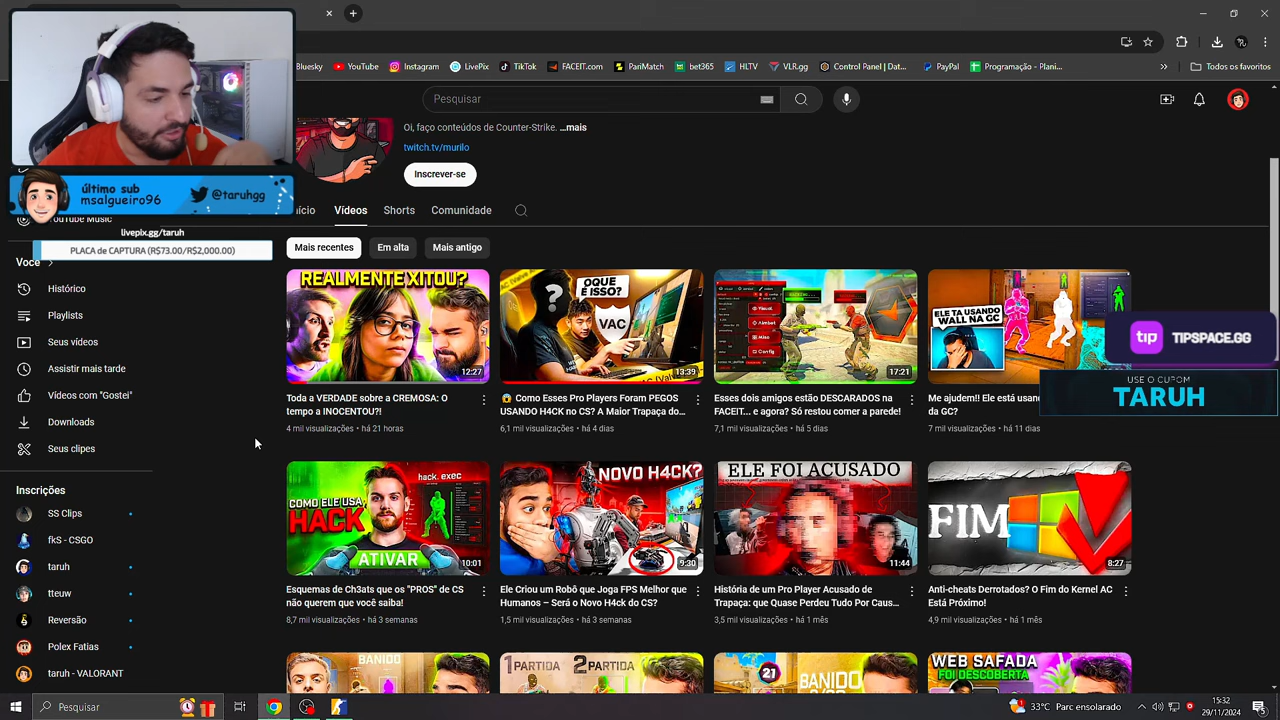 Bluesky
YouTube
Instagram
LivePix
TikTok
FACEIT.com
PariMatch
bet365
HLTV
VLR.gg
Control Panel | Dat...
PayPal
Programação - Plani...
»
Todos os favoritos
Pesquisar
Oi, faço conteúdos de Counter-Strike. ...mais
twitch.tv/murilo
Inscrever-se
último sub
msalgueiro96
@taruhgg
YouTube Music
livepix.gg/taruh
PLACA de CAPTURA (R$73.00/R$2,000.00)
Você >
Histórico
Playlists
Seus vídeos
Assistir mais tarde
Vídeos com "Gostei"
Downloads
Seus clipes
Inscrições
SS Clips
fkS - CSGO
taruh
tteuw
Reversão
Polex Fatias
taruh - VALORANT
Vídeos
Shorts
Comunidade
Mais recentes
Em alta
Mais antigo
REALMENTE XITOU?
12:27
Toda a VERDADE sobre a CREMOSA: O
tempo a INOCENTOU?!
4 mil visualizações • há 21 horas
?
OQUE
É ISSO?
VAC
13:39
😱 Como Esses Pro Players Foram PEGOS
USANDO H4CK no CS? A Maior Trapaça do...
6,1 mil visualizações • há 4 dias
Visual
Aimbot
Misc
Config
17:21
Esses dois amigos estão DESCARADOS na
FACEIT... e agora? Só restou comer a parede!
7,1 mil visualizações • há 5 dias
ELE TA USANDO
WALL NA GC
Me ajudem!! Ele está usand
da GC?
7 mil visualizações • há 11 dias
tip
TIPSPACE.GG
USE O CUPOM
TARUH
COMO ELE USA
HACK
hack. exec
ATIVAR
10:01
Esquemas de Ch3ats que os "PROS" de CS
não querem que você saiba!
8,7 mil visualizações • há 3 semanas
NOVO H4CK?
9:30
Ele Criou um Robô que Joga FPS Melhor que
Humanos – Será o Novo H4ck do CS?
1,5 mil visualizações • há 3 semanas
ELE FOI ACUSADO
11:44
História de um Pro Player Acusado de
Trapaça: que Quase Perdeu Tudo Por Caus...
3,5 mil visualizações • há 1 mês
FIM
8:27
Anti-cheats Derrotados? O Fim do Kernel AC
Está Próximo!
4,9 mil visualizações • há 1 mês
BANIDO
1 PARTIDA
2 PARTIDA
21
BANIDO
WEB SAFADA
FOI DESCOBERTA
Pesquisar
33°C Parc ensolarado
15:32
29/11/2024